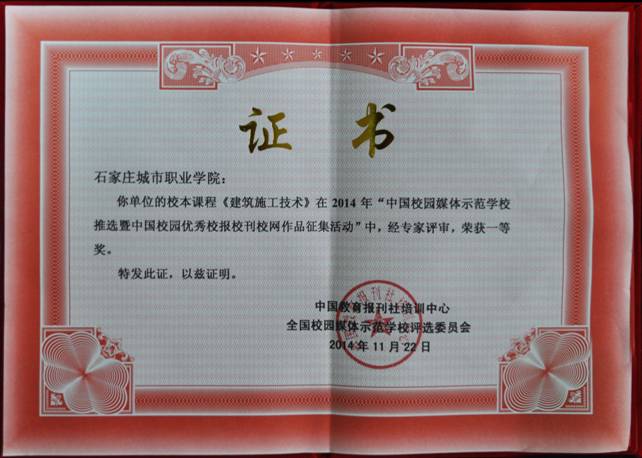 证 书
石家庄城市职业学院：
你单位的校本课程《建筑施工技术》在 2014 年“中国校园媒体示范学校
推选暨中国校园优秀校报校刊校网作品征集活动”中，经专家评审，荣获一等
奖。
特发此证，以兹证明。
中国教育报刊社培训中心
全国校园媒体示范学校评选委员会
2014 年 11 月 22 日